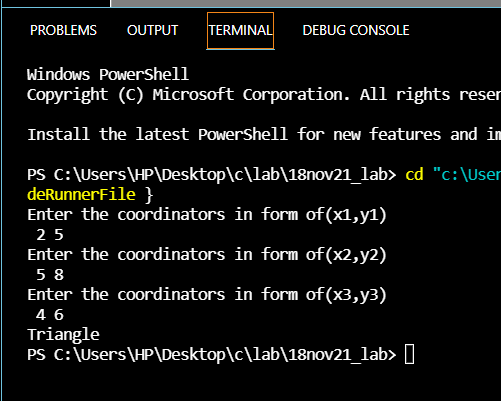 PROBLEMS OUTPUT TERMINAL DEBUG CONSOLE
Windows PowerShell
Copyright (C) Microsoft Corporation. All rights reser
Install the latest PowerShell for new features and im
PS C:\Users\HP\Desktop\c\lab\18nov21_lab> cd "c:\User
deRunnerFile }
Enter the coordinators in form of(x1,y1)
2 5
Enter the coordinators in form of(x2,y2)
5 8
Enter the coordinators in form of(x3,y3)
4 6
Triangle
PS C:\Users\HP\Desktop\c\lab\18nov21_lab>